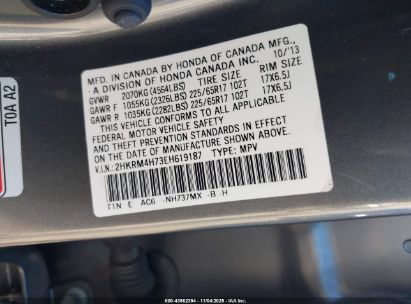 MFD. IN CANADA BY HONDA OF CANADA MFG.,
- A DIVISION OF HONDA CANADA INC. 10/13
GVWR 2070KG (4564LBS) TIRE SIZE RIM SIZE
GAWR F 1055KG (2326LBS) 225/65R17 102T 17X6.5J
GAWR R 1035KG (2282LBS) 225/65R17 102T 17X6.5J
THIS VEHICLE CONFORMS TO ALL APPLICABLE
FEDERAL MOTOR VEHICLE SAFETY STANDARDS IN EFFECT ON
THE DATE OF MANUFACTURE SHOWN ABOVE.
V.I.N.: 2HKRM4H73EH619187 TYPE: MPV
TIN E AC6 -NH737MX -B -H
T0A A2